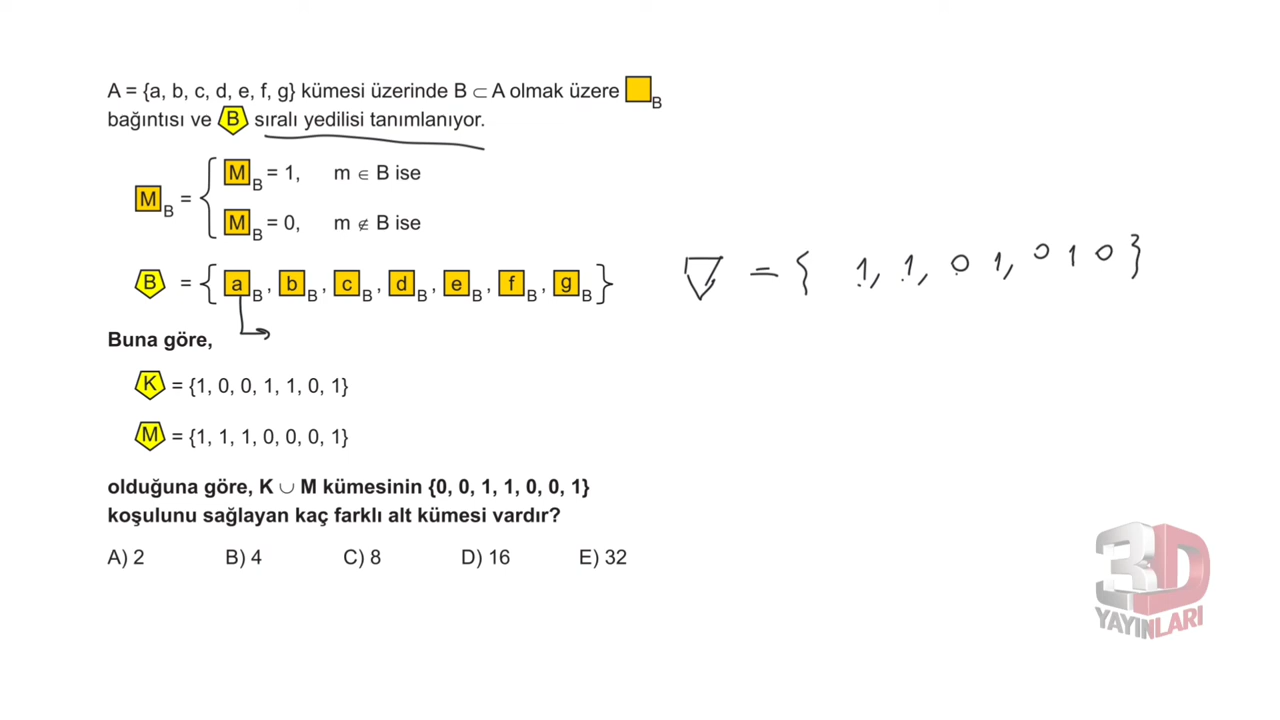 A = {a, b, c, d, e, f, g} kümesi üzerinde B ⊂ A olmak üzere □B
bağıntısı ve B sıralı yedilisi tanımlanıyor.
M B = { M B = 1, m ∈ B ise
M B = 0, m ∉ B ise
B = { a B, b B, c B, d B, e B, f B, g B }
Buna göre,
K = {1, 0, 0, 1, 1, 0, 1}
M = {1, 1, 1, 0, 0, 0, 1}
olduğuna göre, K ∪ M kümesinin {0, 0, 1, 1, 0, 0, 1}
koşulunu sağlayan kaç farklı alt kümesi vardır?
A) 2 B) 4 C) 8 D) 16 E) 32
= { 1, 1, 0 1, 0 1 0 }
3D
YAYINLARI